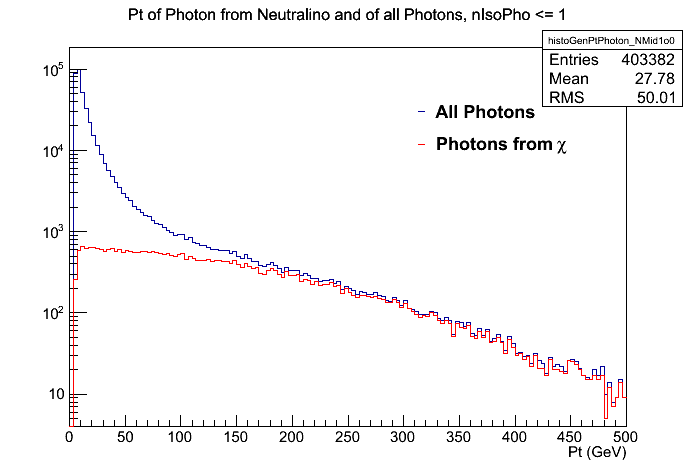 Pt of Photon from Neutralino and of all Photons, nIsoPho <= 1
histoGenPtPhoton_NMid1o0
Entries 403382
Mean 27.78
RMS 50.01
All Photons
Photons from χ
10^5
10^4
10^3
10^2
10
0 50 100 150 200 250 300 350 400 450 500
Pt (GeV)